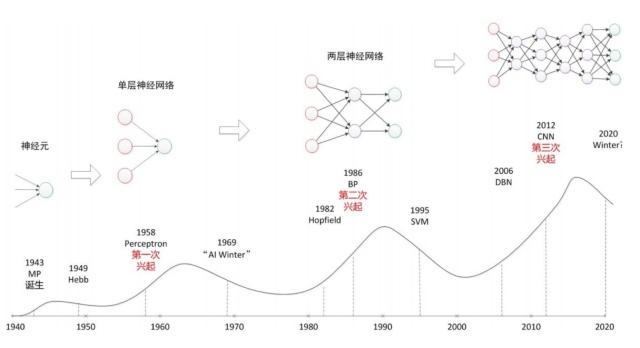 神经元
单层神经网络
两层神经网络
1943
MP
诞生
1949
Hebb
1958
Perceptron
第一次
兴起
1969
“AI Winter”
1982
Hopfield
1986
BP
第二次
兴起
1995
SVM
2006
DBN
2012
CNN
第三次
兴起
2020
Winter?
1940 1950 1960 1970 1980 1990 2000 2010 2020